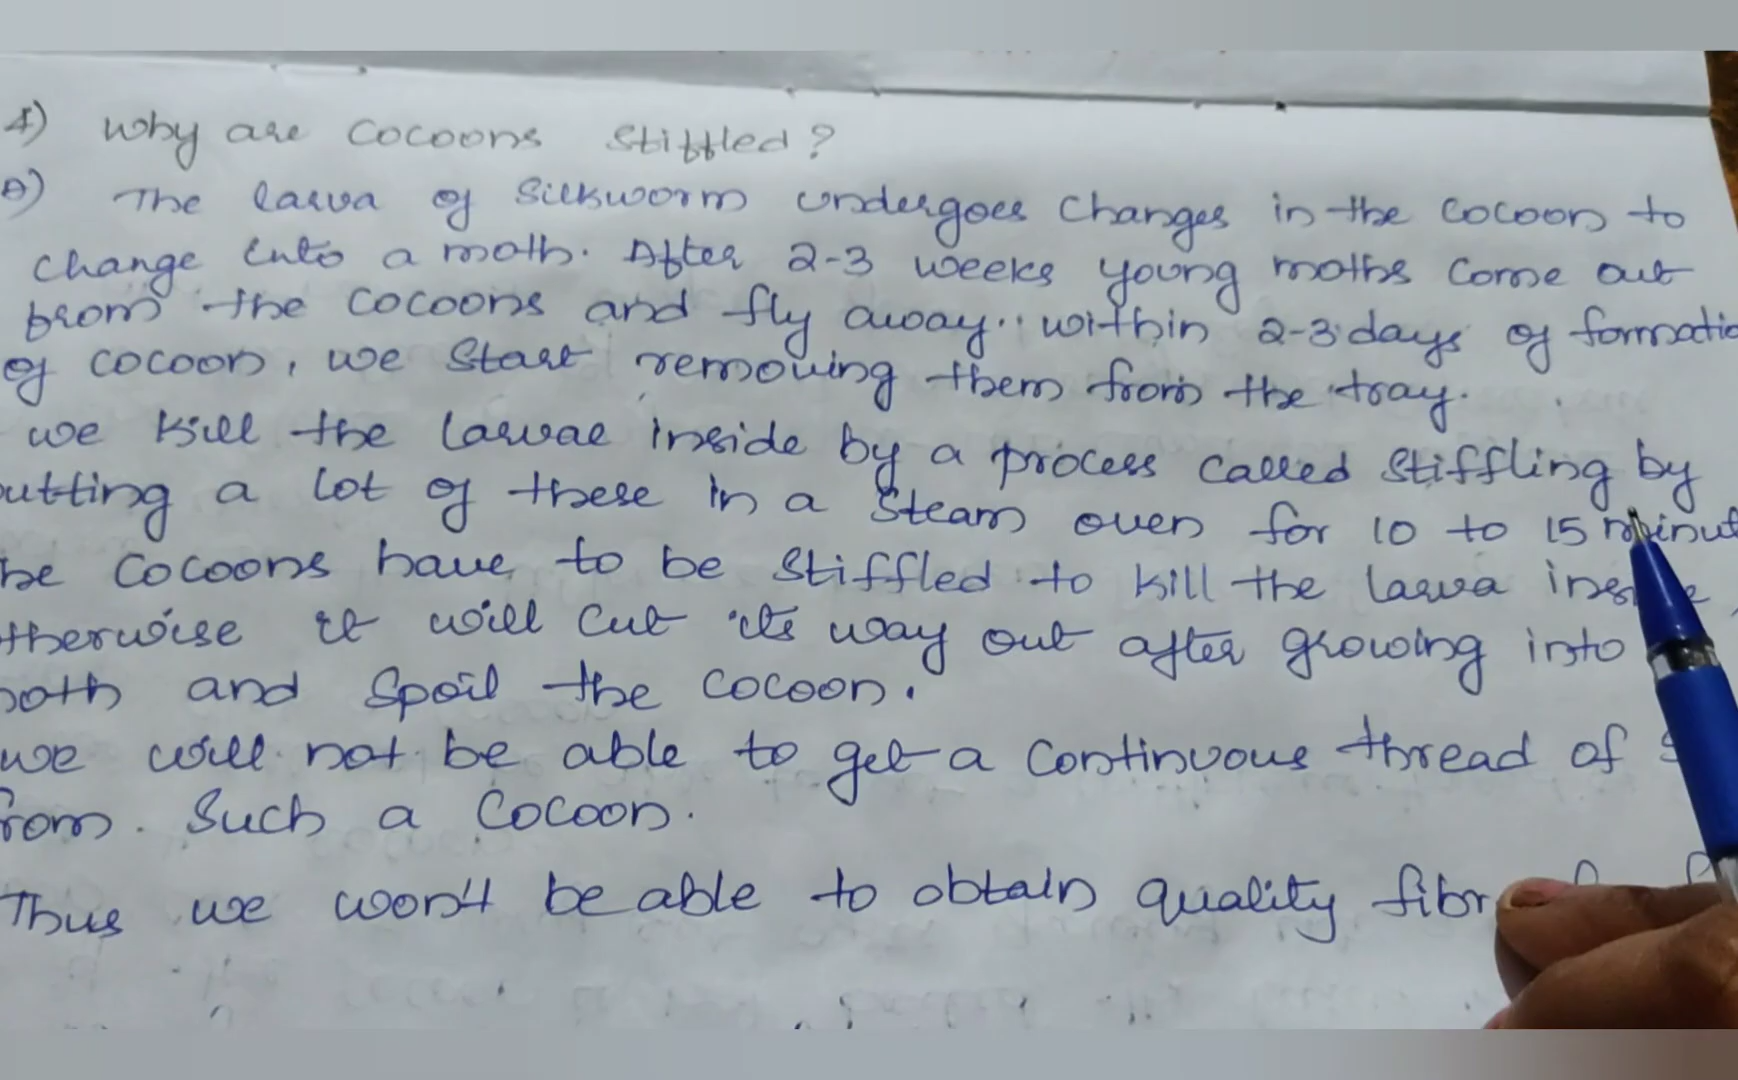 4) Why are cocoons stiffled?
A) The larva of silkworm undergoes changes in the cocoon to
change into a moth. After 2-3 weeks young moths come out
from the cocoons and fly away. within 2-3 days of formatio
of cocoon, we start removing them from the tray.
we kill the larvae inside by a process called stiffling by
utting a lot of these in a steam oven for 10 to 15 minut
he cocoons have to be stiffled to kill the larva inside,
therwise it will cut its way out after growing into
oth and spoil the cocoon.
we will not be able to get a continuous thread of s
rom such a cocoon.
Thus we won't be able to obtain quality fibr